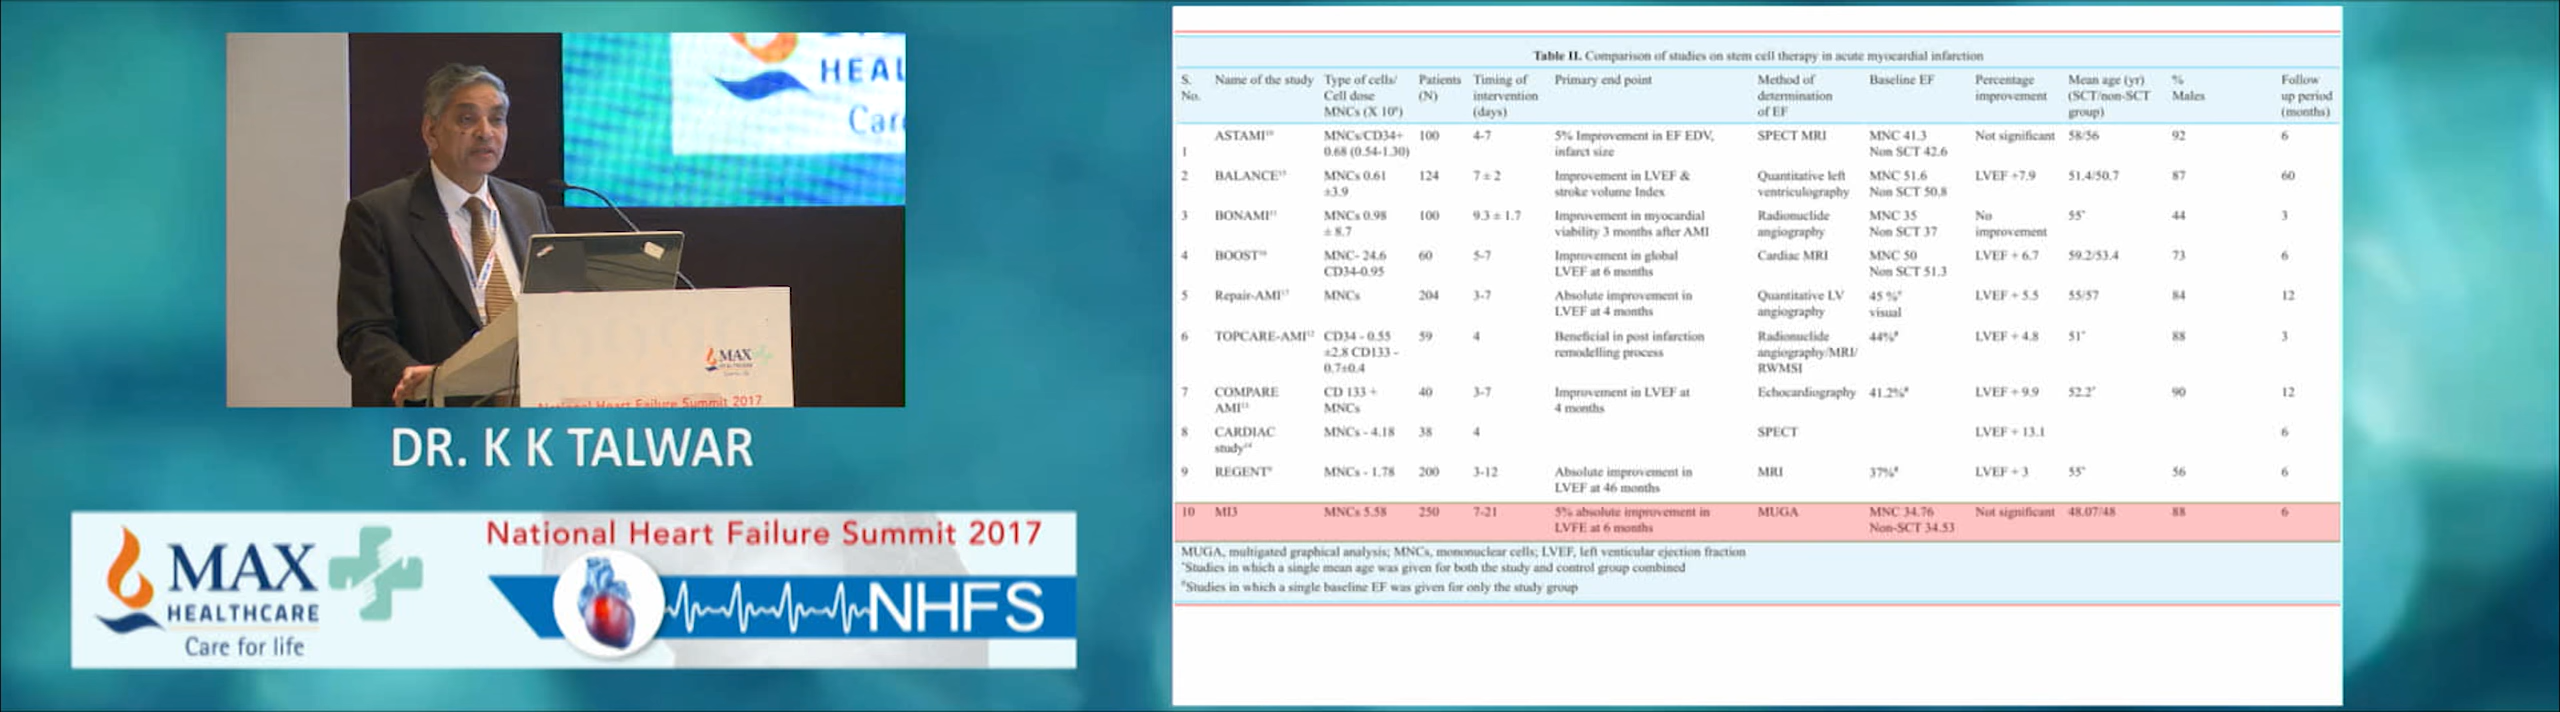 HEAL
Care
MAX
HEALTHCARE
National Heart Failure Summit 2017
DR. K K TALWAR
MAX
HEALTHCARE
Care for life
National Heart Failure Summit 2017
NHFS
Table II. Comparison of studies on stem cell therapy in acute myocardial infarction
S. No. Name of the study Type of cells/ Cell dose MNCs (X 10⁸) Patients (N) Timing of intervention (days) Primary end point Method of determination of EF Baseline EF Percentage improvement Mean age (yr) (SCT/non-SCT group) % Males Follow up period (months)
1 ASTAMI MNCs/CD34+ 0.68 (0.54-1.30) 100 4-7 5% Improvement in EF EDV, infarct size SPECT MRI MNC 41.3 Non SCT 42.6 Not significant 58/56 92 6
2 BALANCE MNCs 0.61 ±3.9 124 7 ± 2 Improvement in LVEF & stroke volume Index Quantitative left ventriculography MNC 51.6 Non SCT 50.8 LVEF +7.9 51.4/50.7 87 60
3 BONAMI MNCs 0.98 ± 8.7 100 9.3 ± 1.7 Improvement in myocardial viability 3 months after AMI Radionuclide angiography MNC 35 Non SCT 37 No improvement 55* 44 3
4 BOOST MNC- 24.6 CD34-0.95 60 5-7 Improvement in global LVEF at 6 months Cardiac MRI MNC 50 Non SCT 51.3 LVEF + 6.7 59.2/53.4 73 6
5 Repair-AMI MNCs 204 3-7 Absolute improvement in LVEF at 4 months Quantitative LV angiography 45 %# visual LVEF + 5.5 55/57 84 12
6 TOPCARE-AMI CD34 - 0.55 ±2.8 CD133 - 0.7±0.4 59 4 Beneficial in post infarction remodelling process Radionuclide angiography/MRI/ RWMSI 44%# LVEF + 4.8 51* 88 3
7 COMPARE AMI CD 133 + MNCs 40 3-7 Improvement in LVEF at 4 months Echocardiography 41.2%# LVEF + 9.9 52.2* 90 12
8 CARDIAC study MNCs - 4.18 38 4 SPECT LVEF + 13.1 6
9 REGENT MNCs - 1.78 200 3-12 Absolute improvement in LVEF at 46 months MRI 37%# LVEF + 3 55* 56 6
10 MI3 MNCs 5.58 250 7-21 5% absolute improvement in LVFE at 6 months MUGA MNC 34.76 Non-SCT 34.53 Not significant 48.07/48 88 6
MUGA, multigated graphical analysis; MNCs, mononuclear cells; LVEF, left venticular ejection fraction
*Studies in which a single mean age was given for both the study and control group combined
#Studies in which a single baseline EF was given for only the study group